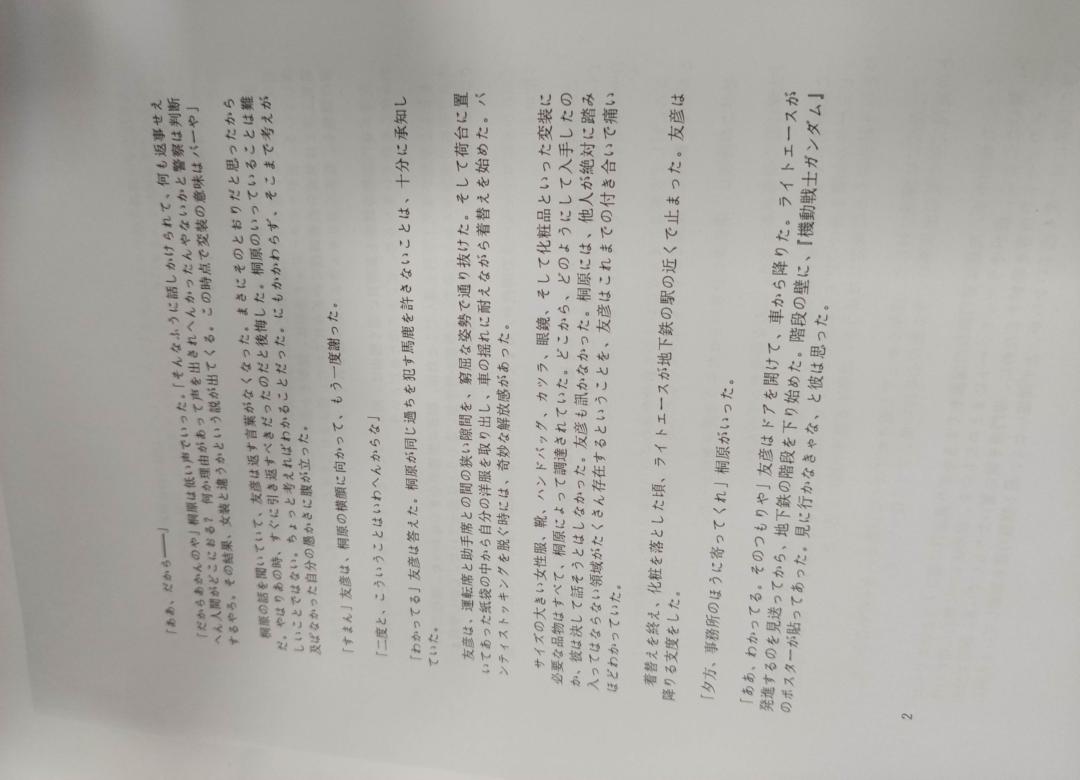 「ああ、だから――」
「だからあかんのや」桐原は低い声でいった。「そんなふうに話しかけられて、何も返事せえ
へん人間がどこにおる？何か理由があって声を出されへんかったんやないかと警察は判断
するやろ。その結果、女装と違うかという説が出てくる。この時点で変装の意味はパーや」
桐原の話を聞いていて、友彦は返す言葉がなくなった。まさにそのとおりだと思ったから
だ。やはりあの時、すぐに引き返すべきだったのだと後悔した。桐原のいっていることは難
しいことではない。ちょっと考えればわかることだった。にもかかわらず、そこまで考えが
及ばなかった自分の愚かさに腹が立った。
「すまん」友彦は、桐原の横顔に向かって、もう一度謝った。
「二度と、こういうことはいわへんからな」
「わかってる」友彦は答えた。桐原が同じ過ちを犯す馬鹿を許さないことは、十分に承知し
ていた。
友彦は、運転席と助手席との間の狭い隙間を、窮屈な姿勢で通り抜けた。そして荷台に置
いてあった紙袋の中から自分の洋服を取り出し、車の揺れに耐えながら着替えを始めた。パ
ンティストッキングを脱ぐ時には、奇妙な解放感があった。
サイズの大きい女性服、靴、ハンドバッグ、カツラ、眼鏡、そして化粧品といった変装に
必要な品物はすべて、桐原によって調達されていた。どこから、どのようにして入手したの
か、彼は決して話そうとはしなかった。友彦も訊かなかった。桐原には、他人が絶対に踏み
入ってはならない領域がたくさん存在するということを、友彦はこれまでの付き合いで痛い
ほどわかっていた。
着替を終え、化粧を落とした頃、ライトエースが地下鉄の駅の近くで止まった。友彦は
降りる支度をした。
「夕方、事務所のほうに寄ってくれ」桐原がいった。
「ああ、わかってる。そのつもりや」友彦はドアを開けて、車から降りた。ライトエースが
発進するのを見送ってから、地下鉄の階段を下り始めた。階段の壁に、『機動戦士ガンダム』
のポスターが貼ってあった。見に行かなきゃな、と彼は思った。
2